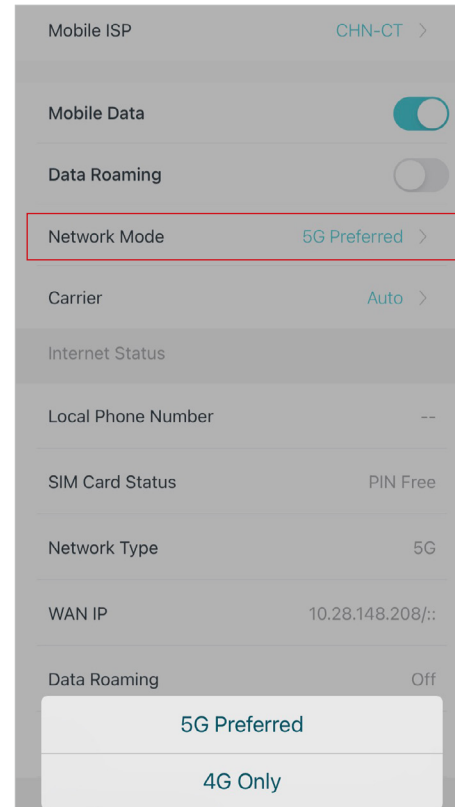 Mobile ISP CHN-CT >
Mobile Data
Data Roaming
Network Mode 5G Preferred >
Carrier Auto >
Internet Status
Local Phone Number --
SIM Card Status PIN Free
Network Type 5G
WAN IP 10.28.148.208/::
Data Roaming Off
5G Preferred
4G Only